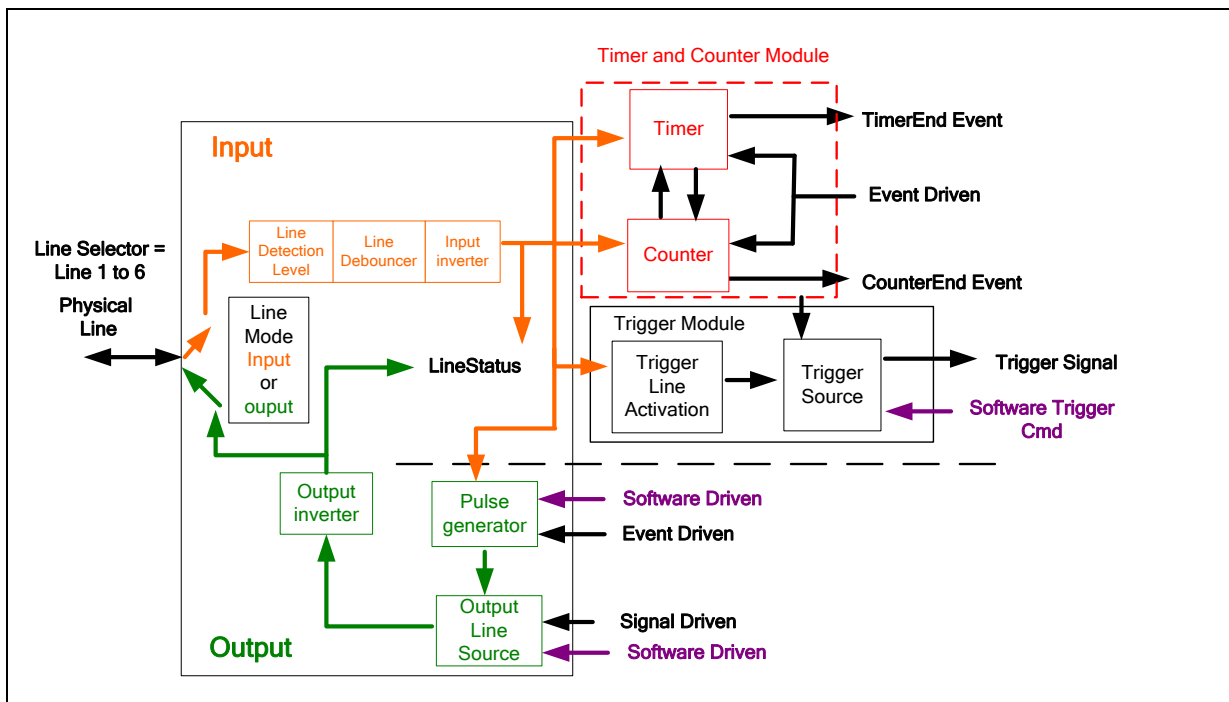 Timer and Counter Module
Timer
TimerEnd Event
Input
Event Driven
Line
Detection
Level
Line
Debouncer
Input
inverter
Counter
Line Selector =
Line 1 to 6
CounterEnd Event
Physical
Line
Line
Mode
Input
or
ouput
Trigger Module
LineStatus
Trigger
Line
Activation
Trigger
Source
Trigger Signal
Software Trigger
Cmd
Output
inverter
Pulse
generator
Software Driven
Event Driven
Output
Line
Source
Signal Driven
Software Driven
Output